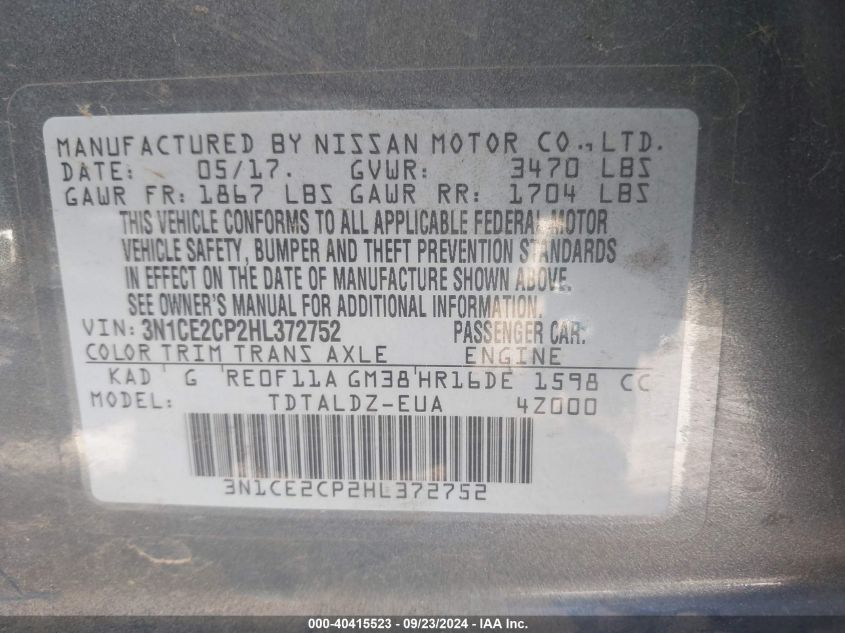 MANUFACTURED BY NISSAN MOTOR CO., LTD.
DATE: 05/17. GVWR: 3470 LBS
GAWR FR: 1867 LBS GAWR RR: 1704 LBS
THIS VEHICLE CONFORMS TO ALL APPLICABLE FEDERAL MOTOR
VEHICLE SAFETY, BUMPER AND THEFT PREVENTION STANDARDS
IN EFFECT ON THE DATE OF MANUFACTURE SHOWN ABOVE.
SEE OWNER'S MANUAL FOR ADDITIONAL INFORMATION.
VIN: 3N1CE2CP2HL372752 PASSENGER CAR.
COLOR TRIM TRANS AXLE ENGINE
KAD G RE0F11A GM38 HR16DE 1598 CC
MODEL: TDTALDZ-EUA 4Z000
3N1CE2CP2HL372752
000-40415523 - 09/23/2024 - IAA Inc.